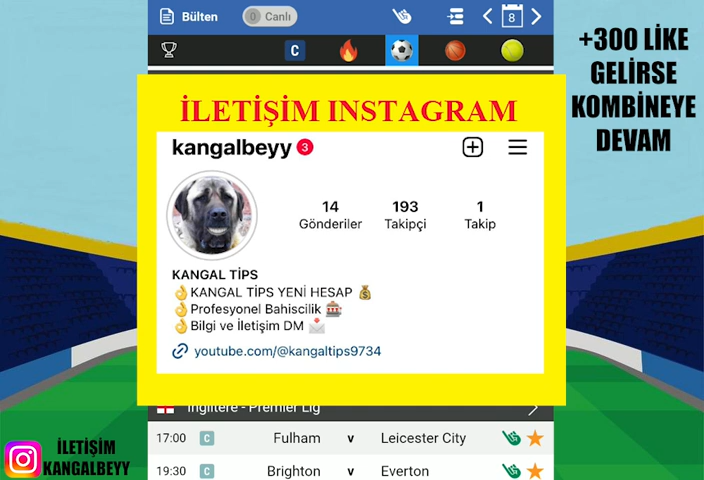 Bülten
0 Canlı
8
C
+300 LİKE
GELİRSE
KOMBİNEYE
DEVAM
İLETİŞİM INSTAGRAM
kangalbeyy 3
14 193 1
Gönderiler Takipçi Takip
KANGAL TİPS
👌KANGAL TİPS YENİ HESAP 💰
👌Profesyonel Bahiscilik 🎰
👌Bilgi ve İletişim DM 📩
youtube.com/@kangaltips9734
İngiltere - Premier Lig
17:00 C Fulham v Leicester City
19:30 C Brighton v Everton
İLETİŞİM
KANGALBEYY